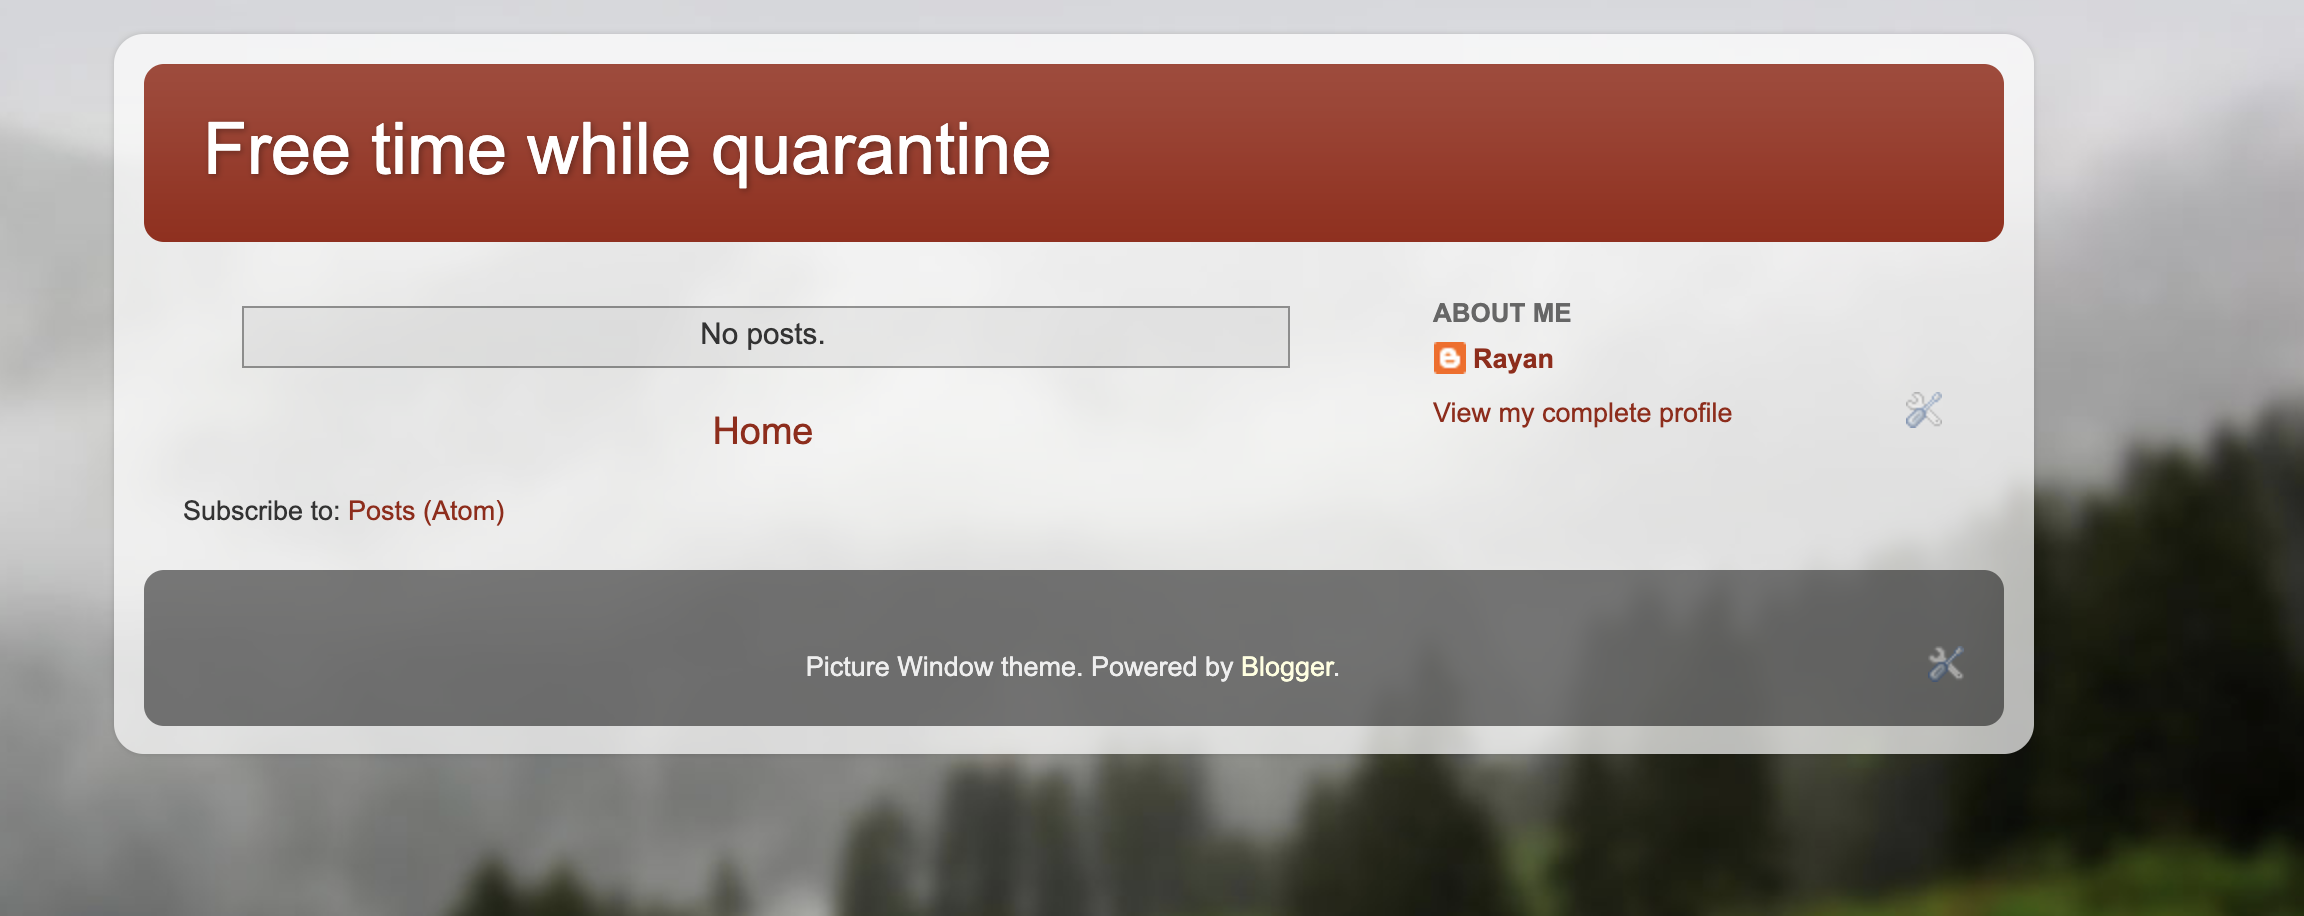 Free time while quarantine
No posts.
Home
Subscribe to: Posts (Atom)
ABOUT ME
Rayan
View my complete profile
Picture Window theme. Powered by Blogger.